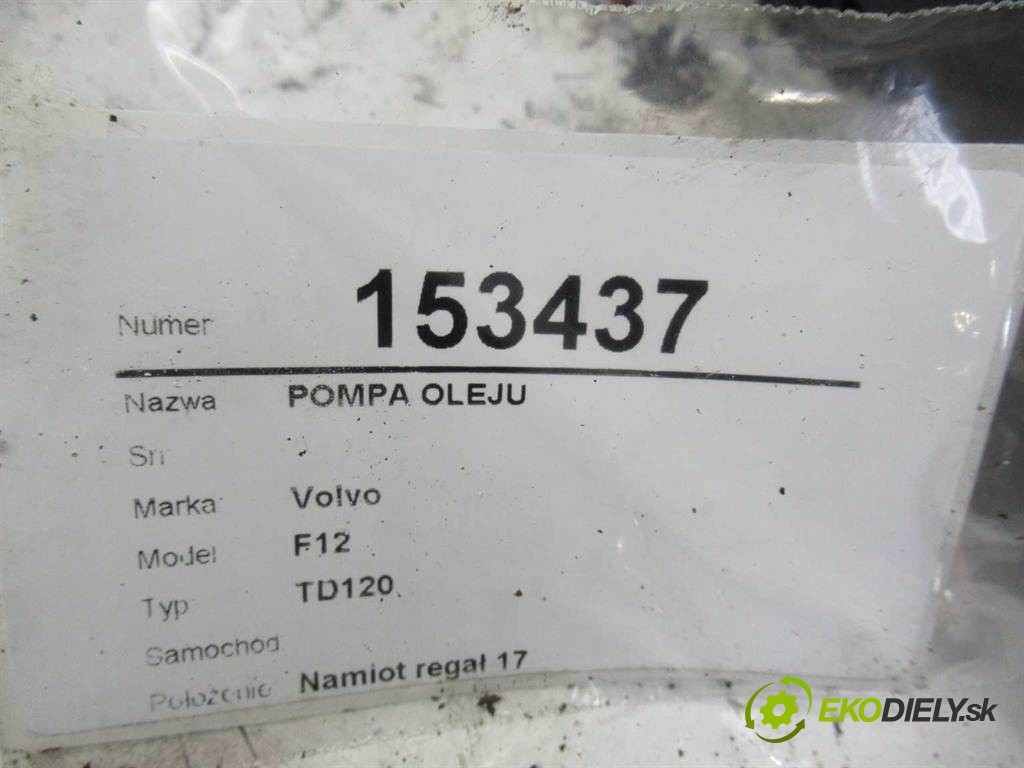 Numer 153437
Nazwa POMPA OLEJU
Sn
Marka Volvo
Model F12
Typ TD120
Samochod
Położenie Namiot regał 17
EKODIELY.sk